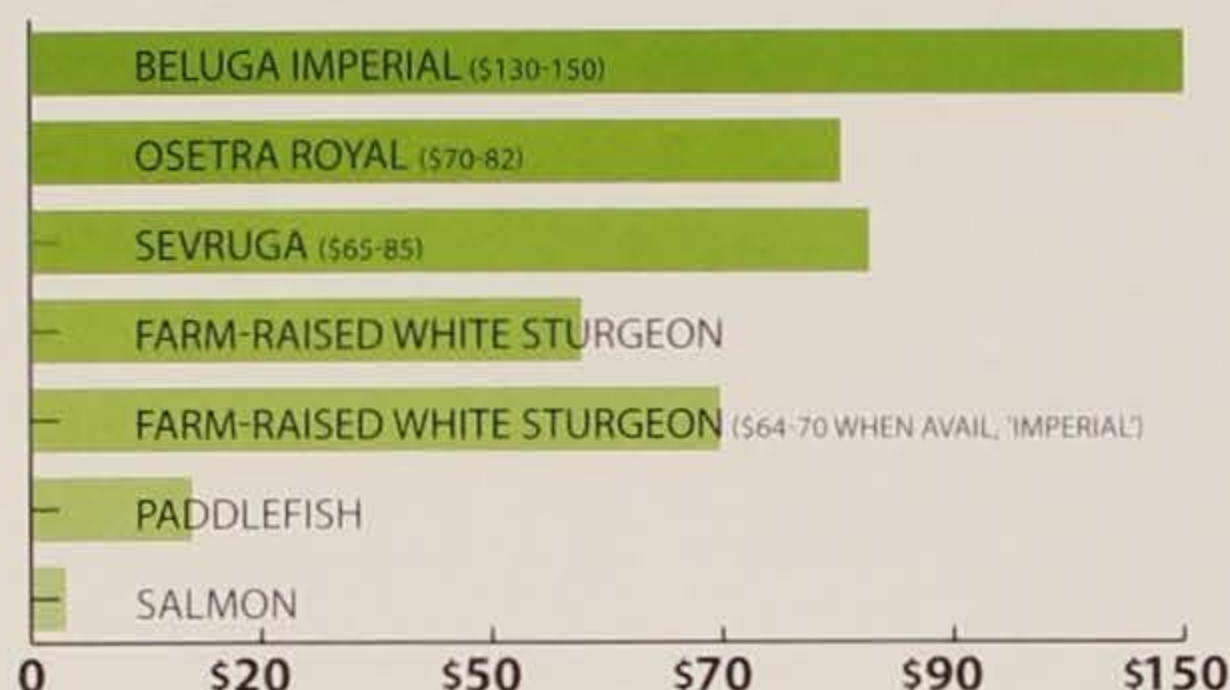 BELUGA IMPERIAL ($130-150)
OSETRA ROYAL ($70-82)
SEVRUGA ($65-85)
FARM-RAISED WHITE STURGEON
FARM-RAISED WHITE STURGEON ($64-70 WHEN AVAIL, 'IMPERIAL')
PADDLEFISH
SALMON
0 $20 $50 $70 $90 $150